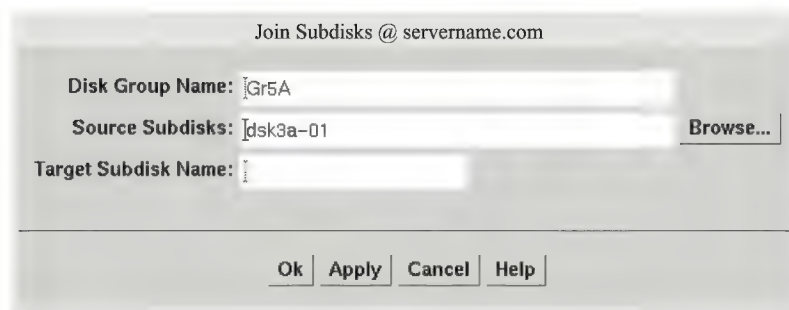 Join Subdisks @ servername.com
Disk Group Name: Gr5A
Source Subdisks: dsk3a-01 Browse...
Target Subdisk Name:
Ok Apply Cancel Help